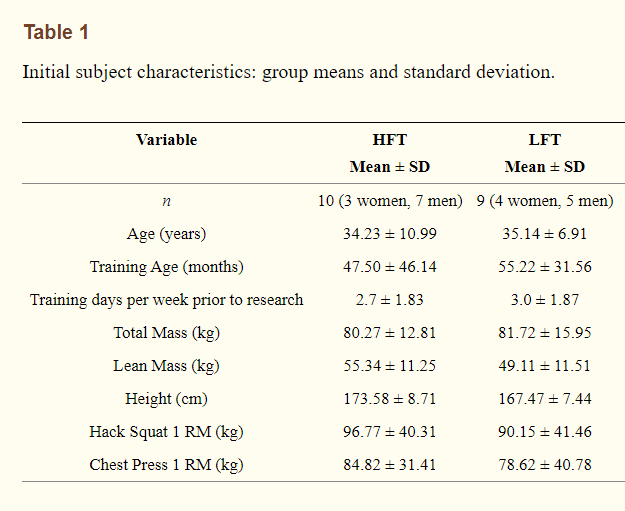 Table 1
Initial subject characteristics: group means and standard deviation.
Variable HFT LFT
Mean ± SD Mean ± SD
n 10 (3 women, 7 men) 9 (4 women, 5 men)
Age (years) 34.23 ± 10.99 35.14 ± 6.91
Training Age (months) 47.50 ± 46.14 55.22 ± 31.56
Training days per week prior to research 2.7 ± 1.83 3.0 ± 1.87
Total Mass (kg) 80.27 ± 12.81 81.72 ± 15.95
Lean Mass (kg) 55.34 ± 11.25 49.11 ± 11.51
Height (cm) 173.58 ± 8.71 167.47 ± 7.44
Hack Squat 1 RM (kg) 96.77 ± 40.31 90.15 ± 41.46
Chest Press 1 RM (kg) 84.82 ± 31.41 78.62 ± 40.78